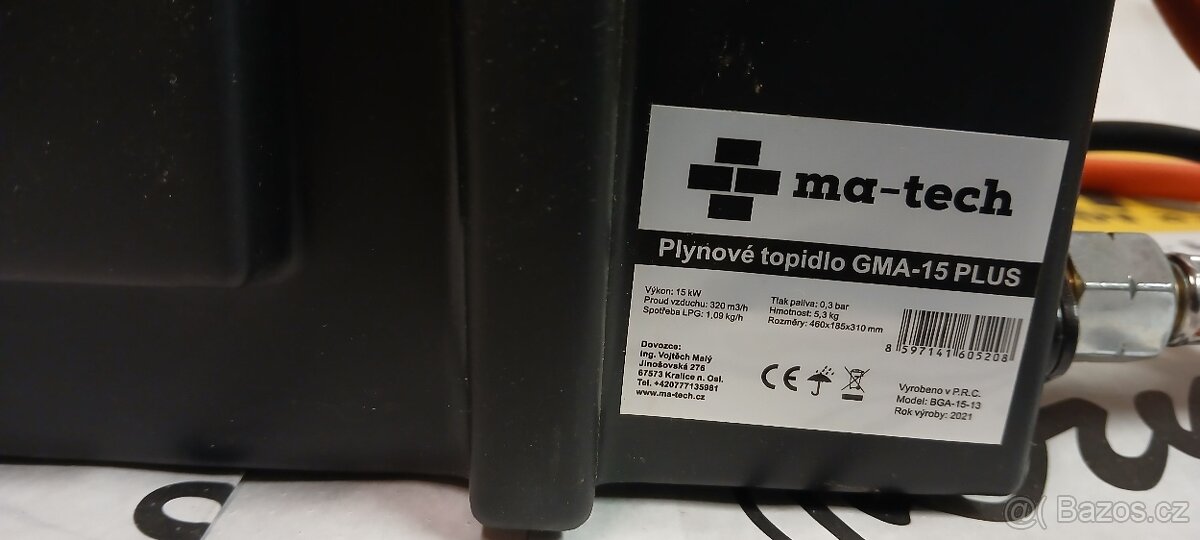 ma-tech
Plynové topidlo GMA-15 PLUS
Výkon: 15 kW
Proud vzduchu: 320 m3/h
Spotřeba LPG: 1,09 kg/h
Tlak paliva: 0,3 bar
Hmotnost: 5,3 kg
Rozměry: 460x185x310 mm
8 597141 605208
Dovozce:
Ing. Vojtěch Malý
Jinošovská 276
67573 Kralice n. Osl.
Tel. +420777135981
www.ma-tech.cz
CE
Vyrobeno v P.R.C.
Model: BGA-15-13
Rok výroby: 2021
@( Bazos.cz